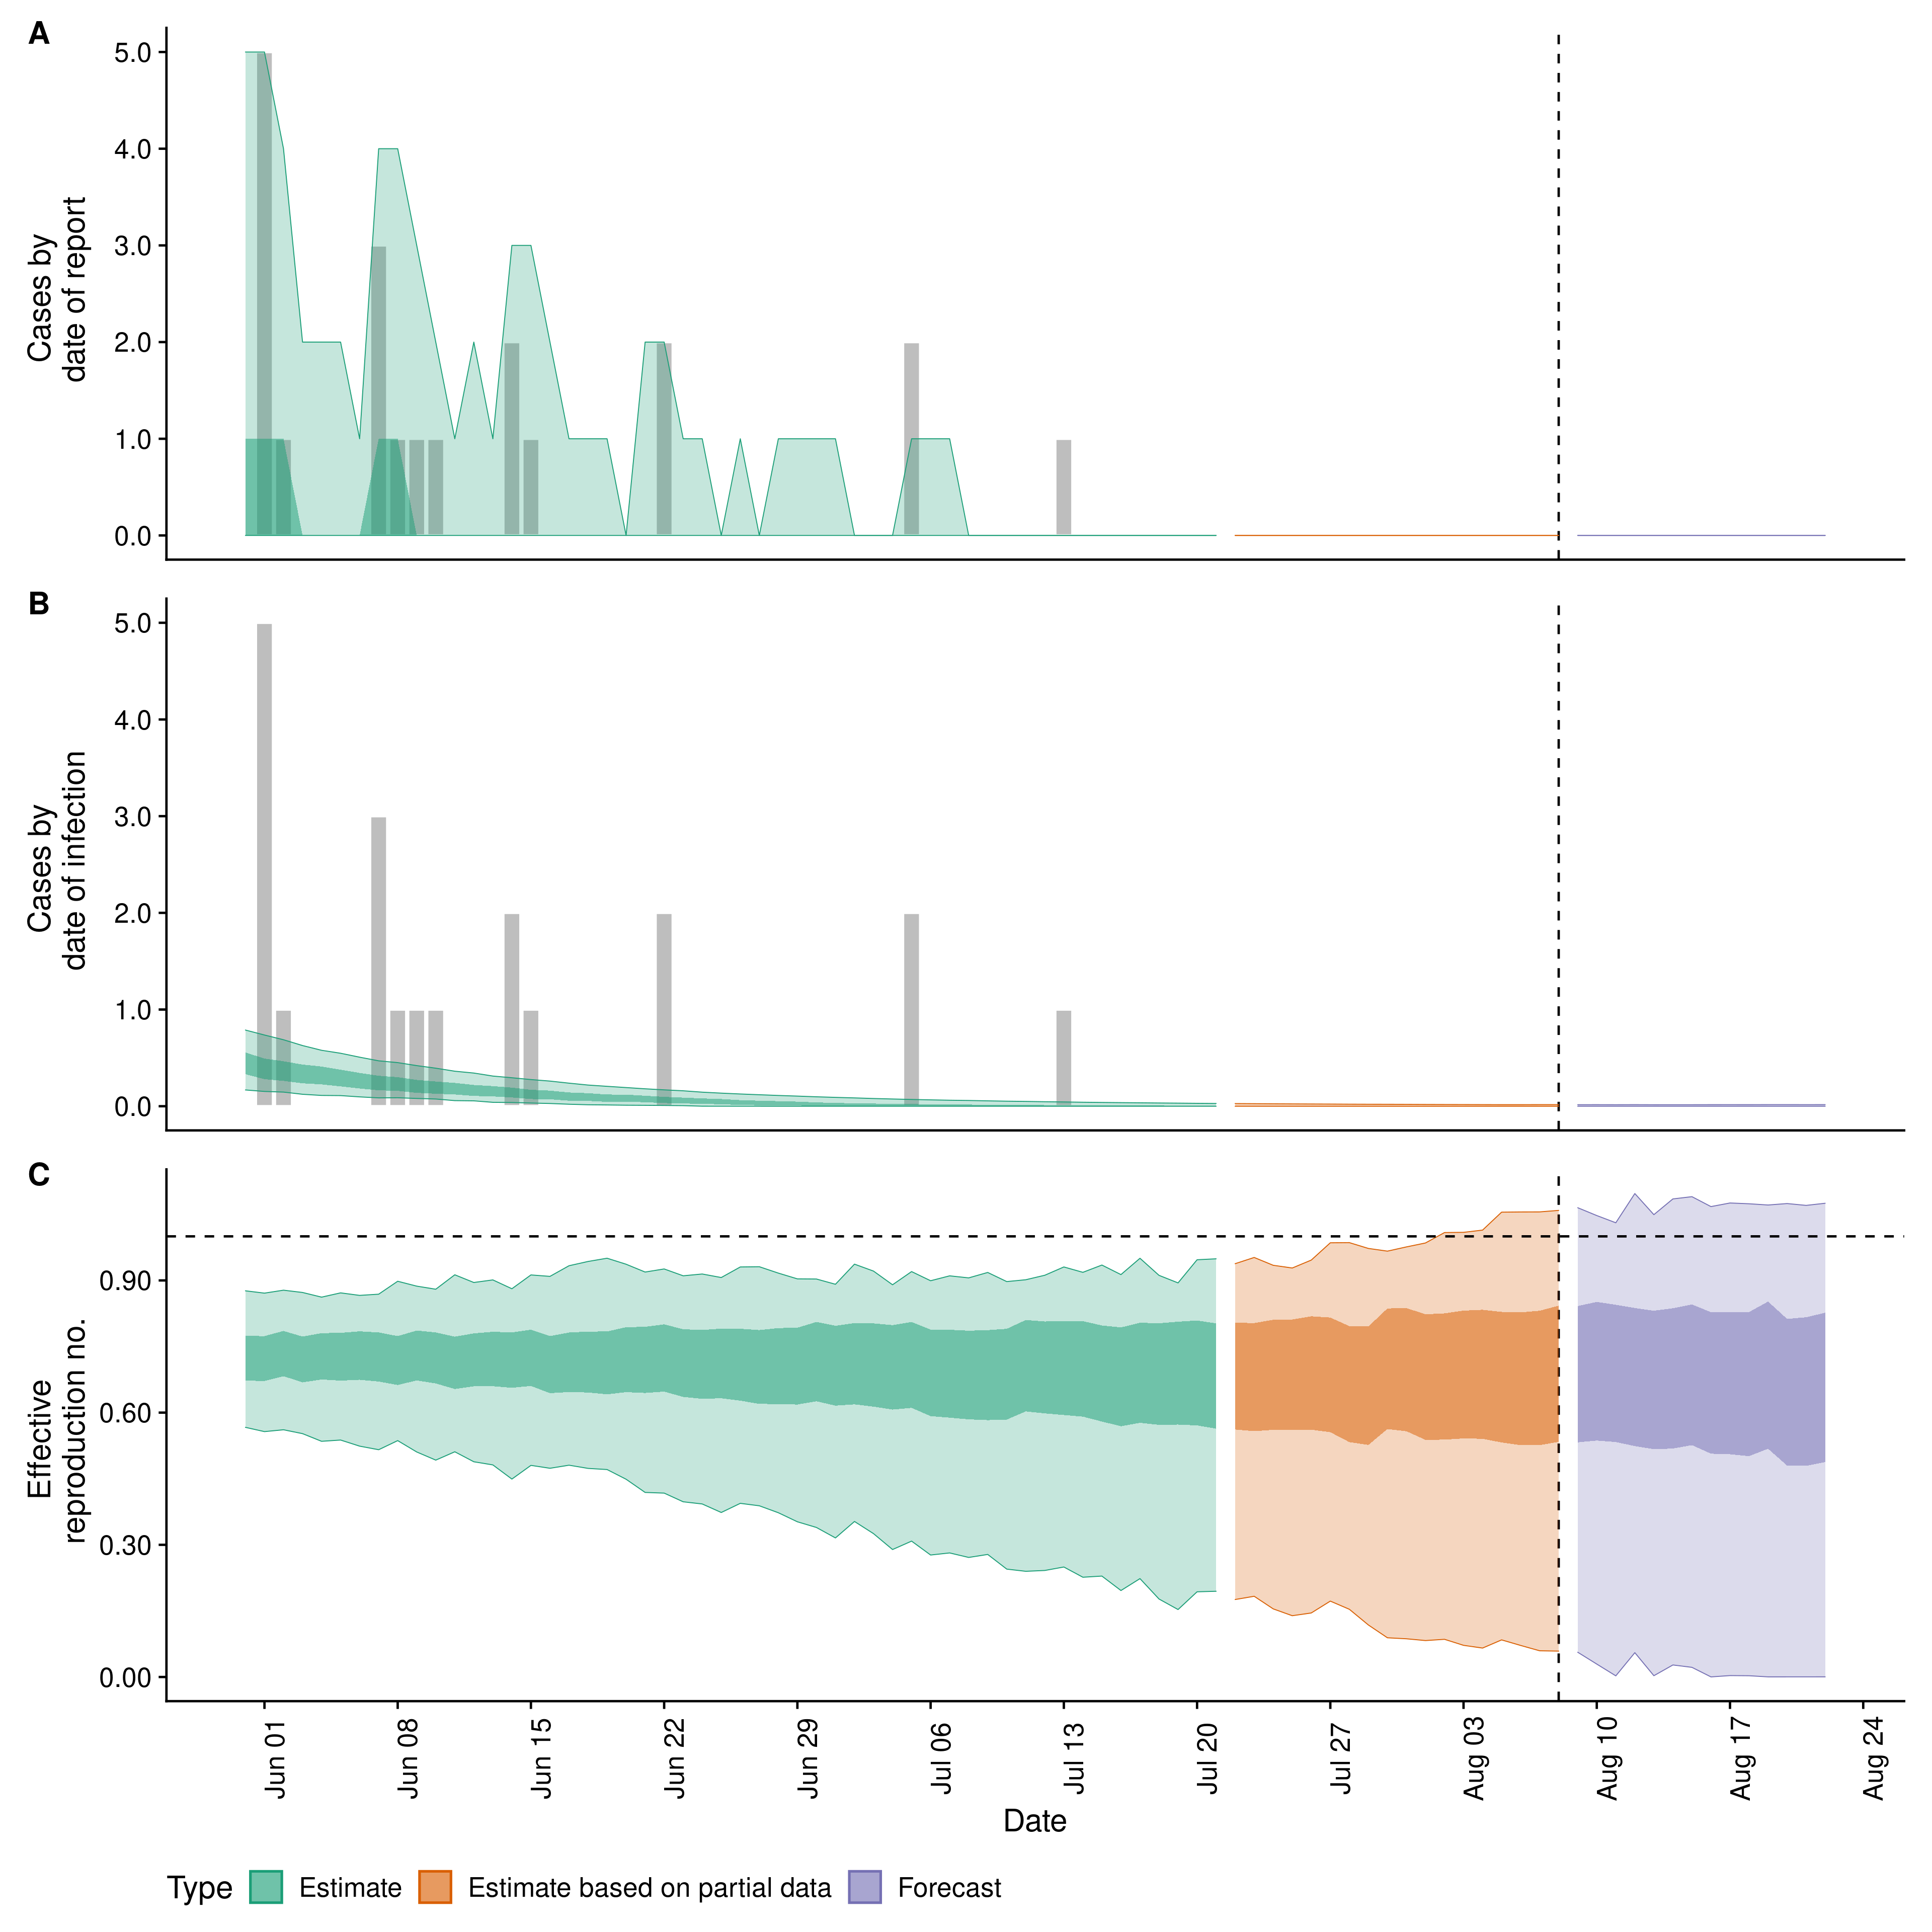 A
Cases by
date of report
5.0
4.0
3.0
2.0
1.0
0.0
B
Cases by
date of infection
5.0
4.0
3.0
2.0
1.0
0.0
C
Effective
reproduction no.
0.90
0.60
0.30
0.00
Jun 01
Jun 08
Jun 15
Jun 22
Jun 29
Jul 06
Jul 13
Jul 20
Jul 27
Aug 03
Aug 10
Aug 17
Aug 24
Date
Type Estimate Estimate based on partial data Forecast